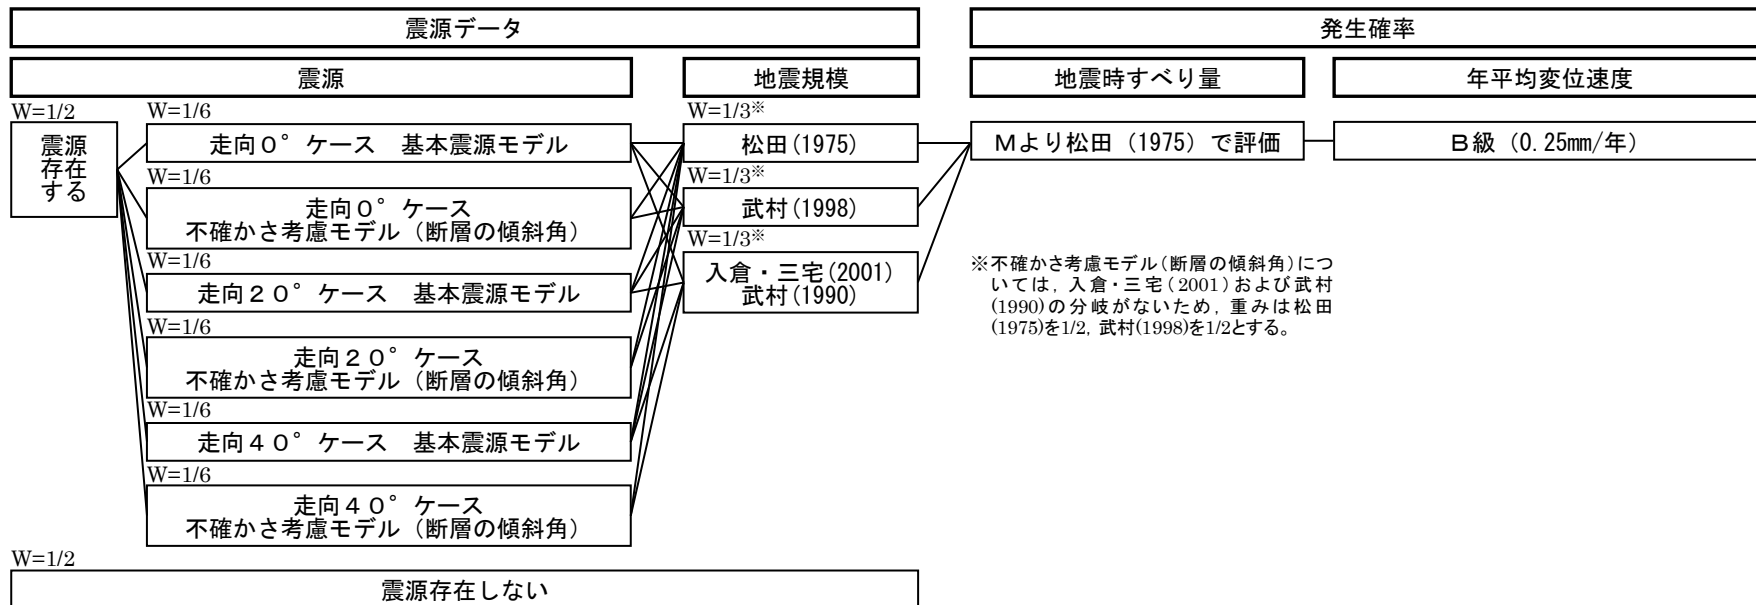 震源データ
発生確率
震源
地震規模
地震時すべり量
年平均変位速度
W=1/2
震源
存在
する
W=1/6
走向０°ケース　基本震源モデル
W=1/6
走向０°ケース
不確かさ考慮モデル（断層の傾斜角）
W=1/6
走向２０°ケース　基本震源モデル
W=1/6
走向２０°ケース
不確かさ考慮モデル（断層の傾斜角）
W=1/6
走向４０°ケース　基本震源モデル
W=1/6
走向４０°ケース
不確かさ考慮モデル（断層の傾斜角）
W=1/3※
松田(1975)
W=1/3※
武村(1998)
W=1/3※
入倉・三宅(2001)
武村(1990)
Ｍより松田（1975）で評価
Ｂ級（0.25mm/年）
※不確かさ考慮モデル(断層の傾斜角)につ
いては，入倉・三宅(2001)および武村
(1990)の分岐がないため，重みは松田
(1975)を1/2，武村(1998)を1/2とする。
W=1/2
震源存在しない